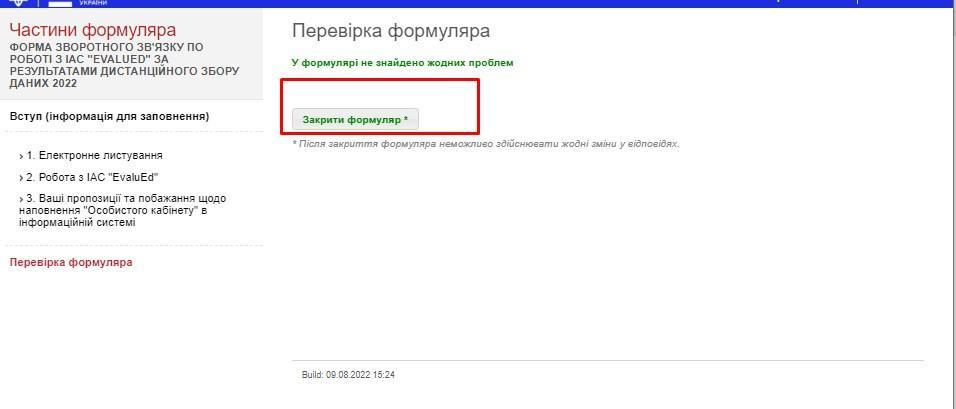 УКРАЇНИ
Частини формуляра
ФОРМА ЗВОРОТНОГО ЗВ'ЯЗКУ ПО
РОБОТІ З ІАС "EVALUED" ЗА
РЕЗУЛЬТАТАМИ ДИСТАНЦІЙНОГО ЗБОРУ
ДАНИХ 2022
Вступ (інформація для заповнення)
› 1. Електронне листування
› 2. Робота з ІАС "EvaluEd"
› 3. Ваші пропозиції та побажання щодо
наповнення "Особистого кабінету" в
інформаційній системі
Перевірка формуляра
Перевірка формуляра
У формулярі не знайдено жодних проблем
Закрити формуляр *
* Після закриття формуляра неможливо здійснювати жодні зміни у відповідях.
Build: 09.08.2022 15:24